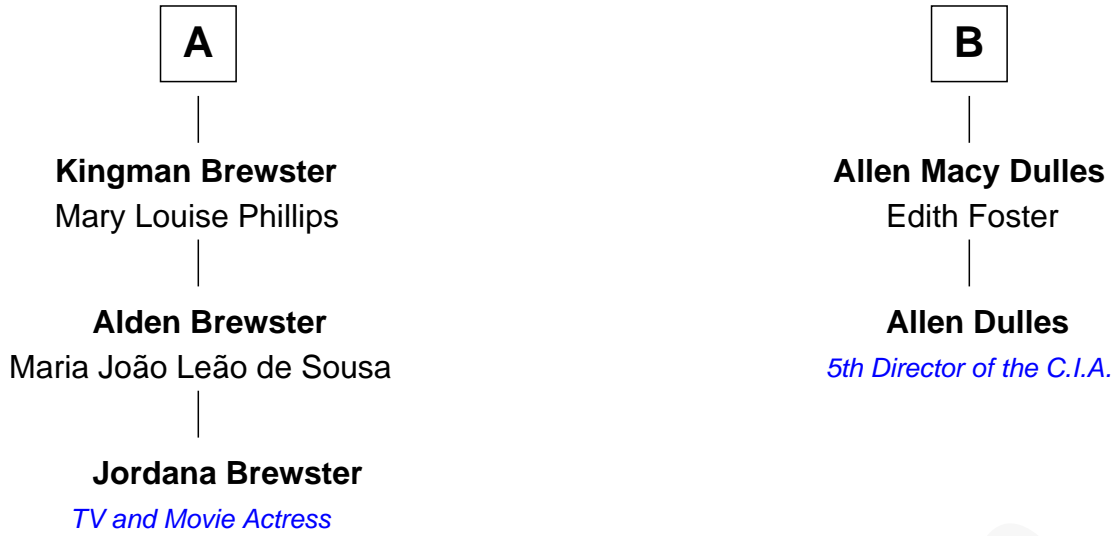 A
Kingman Brewster
Mary Louise Phillips
Alden Brewster
Maria João Leão de Sousa
Jordana Brewster
TV and Movie Actress
B
Allen Macy Dulles
Edith Foster
Allen Dulles
5th Director of the C.I.A.